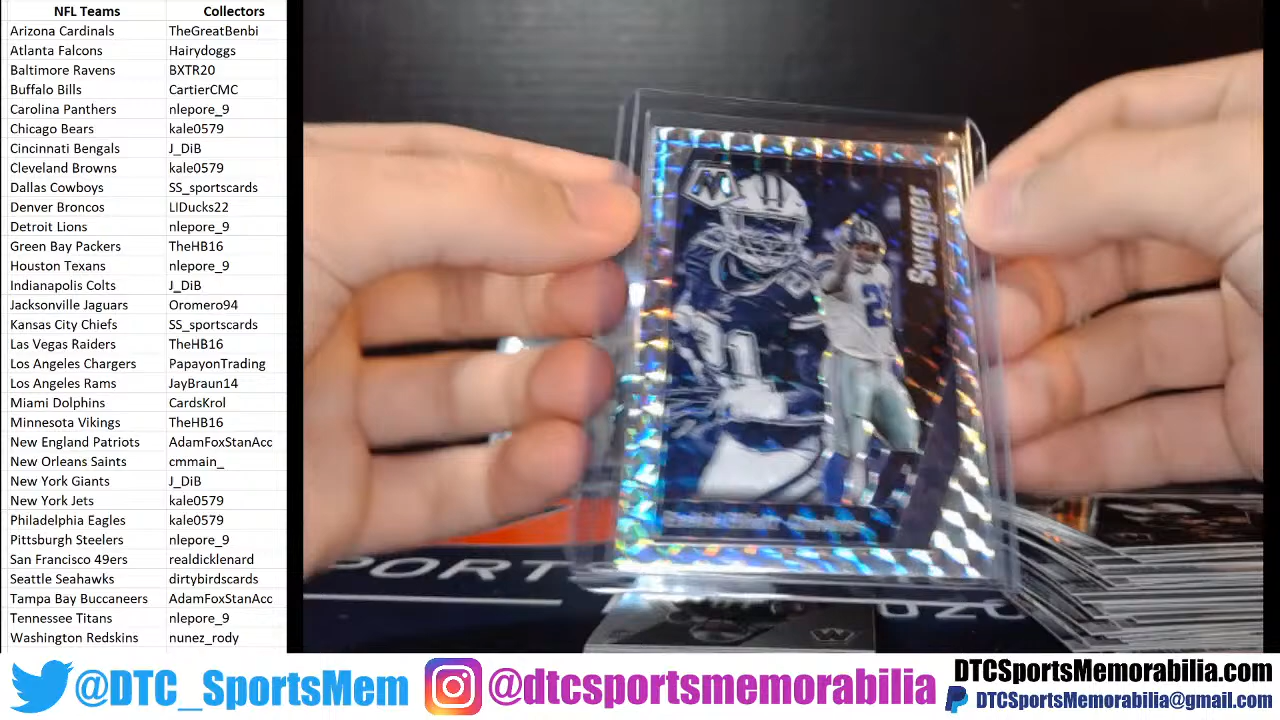 NFL Teams Collectors
Arizona Cardinals TheGreatBenbi
Atlanta Falcons Hairydoggs
Baltimore Ravens BXTR20
Buffalo Bills CartierCMC
Carolina Panthers nlepore_9
Chicago Bears kale0579
Cincinnati Bengals J_DiB
Cleveland Browns kale0579
Dallas Cowboys SS_sportscards
Denver Broncos LIDucks22
Detroit Lions nlepore_9
Green Bay Packers TheHB16
Houston Texans nlepore_9
Indianapolis Colts J_DiB
Jacksonville Jaguars Oromero94
Kansas City Chiefs SS_sportscards
Las Vegas Raiders TheHB16
Los Angeles Chargers PapayonTrading
Los Angeles Rams JayBraun14
Miami Dolphins CardsKrol
Minnesota Vikings TheHB16
New England Patriots AdamFoxStanAcc
New Orleans Saints cmmain_
New York Giants J_DiB
New York Jets kale0579
Philadelphia Eagles kale0579
Pittsburgh Steelers nlepore_9
San Francisco 49ers realdicklenard
Seattle Seahawks dirtybirdscards
Tampa Bay Buccaneers AdamFoxStanAcc
Tennessee Titans nlepore_9
Washington Redskins nunez_rody
Swagger
@DTC_SportsMem
@dtcsportsmemorabilia
DTCSportsMemorabilia.com
DTCSportsMemorabilia@gmail.com